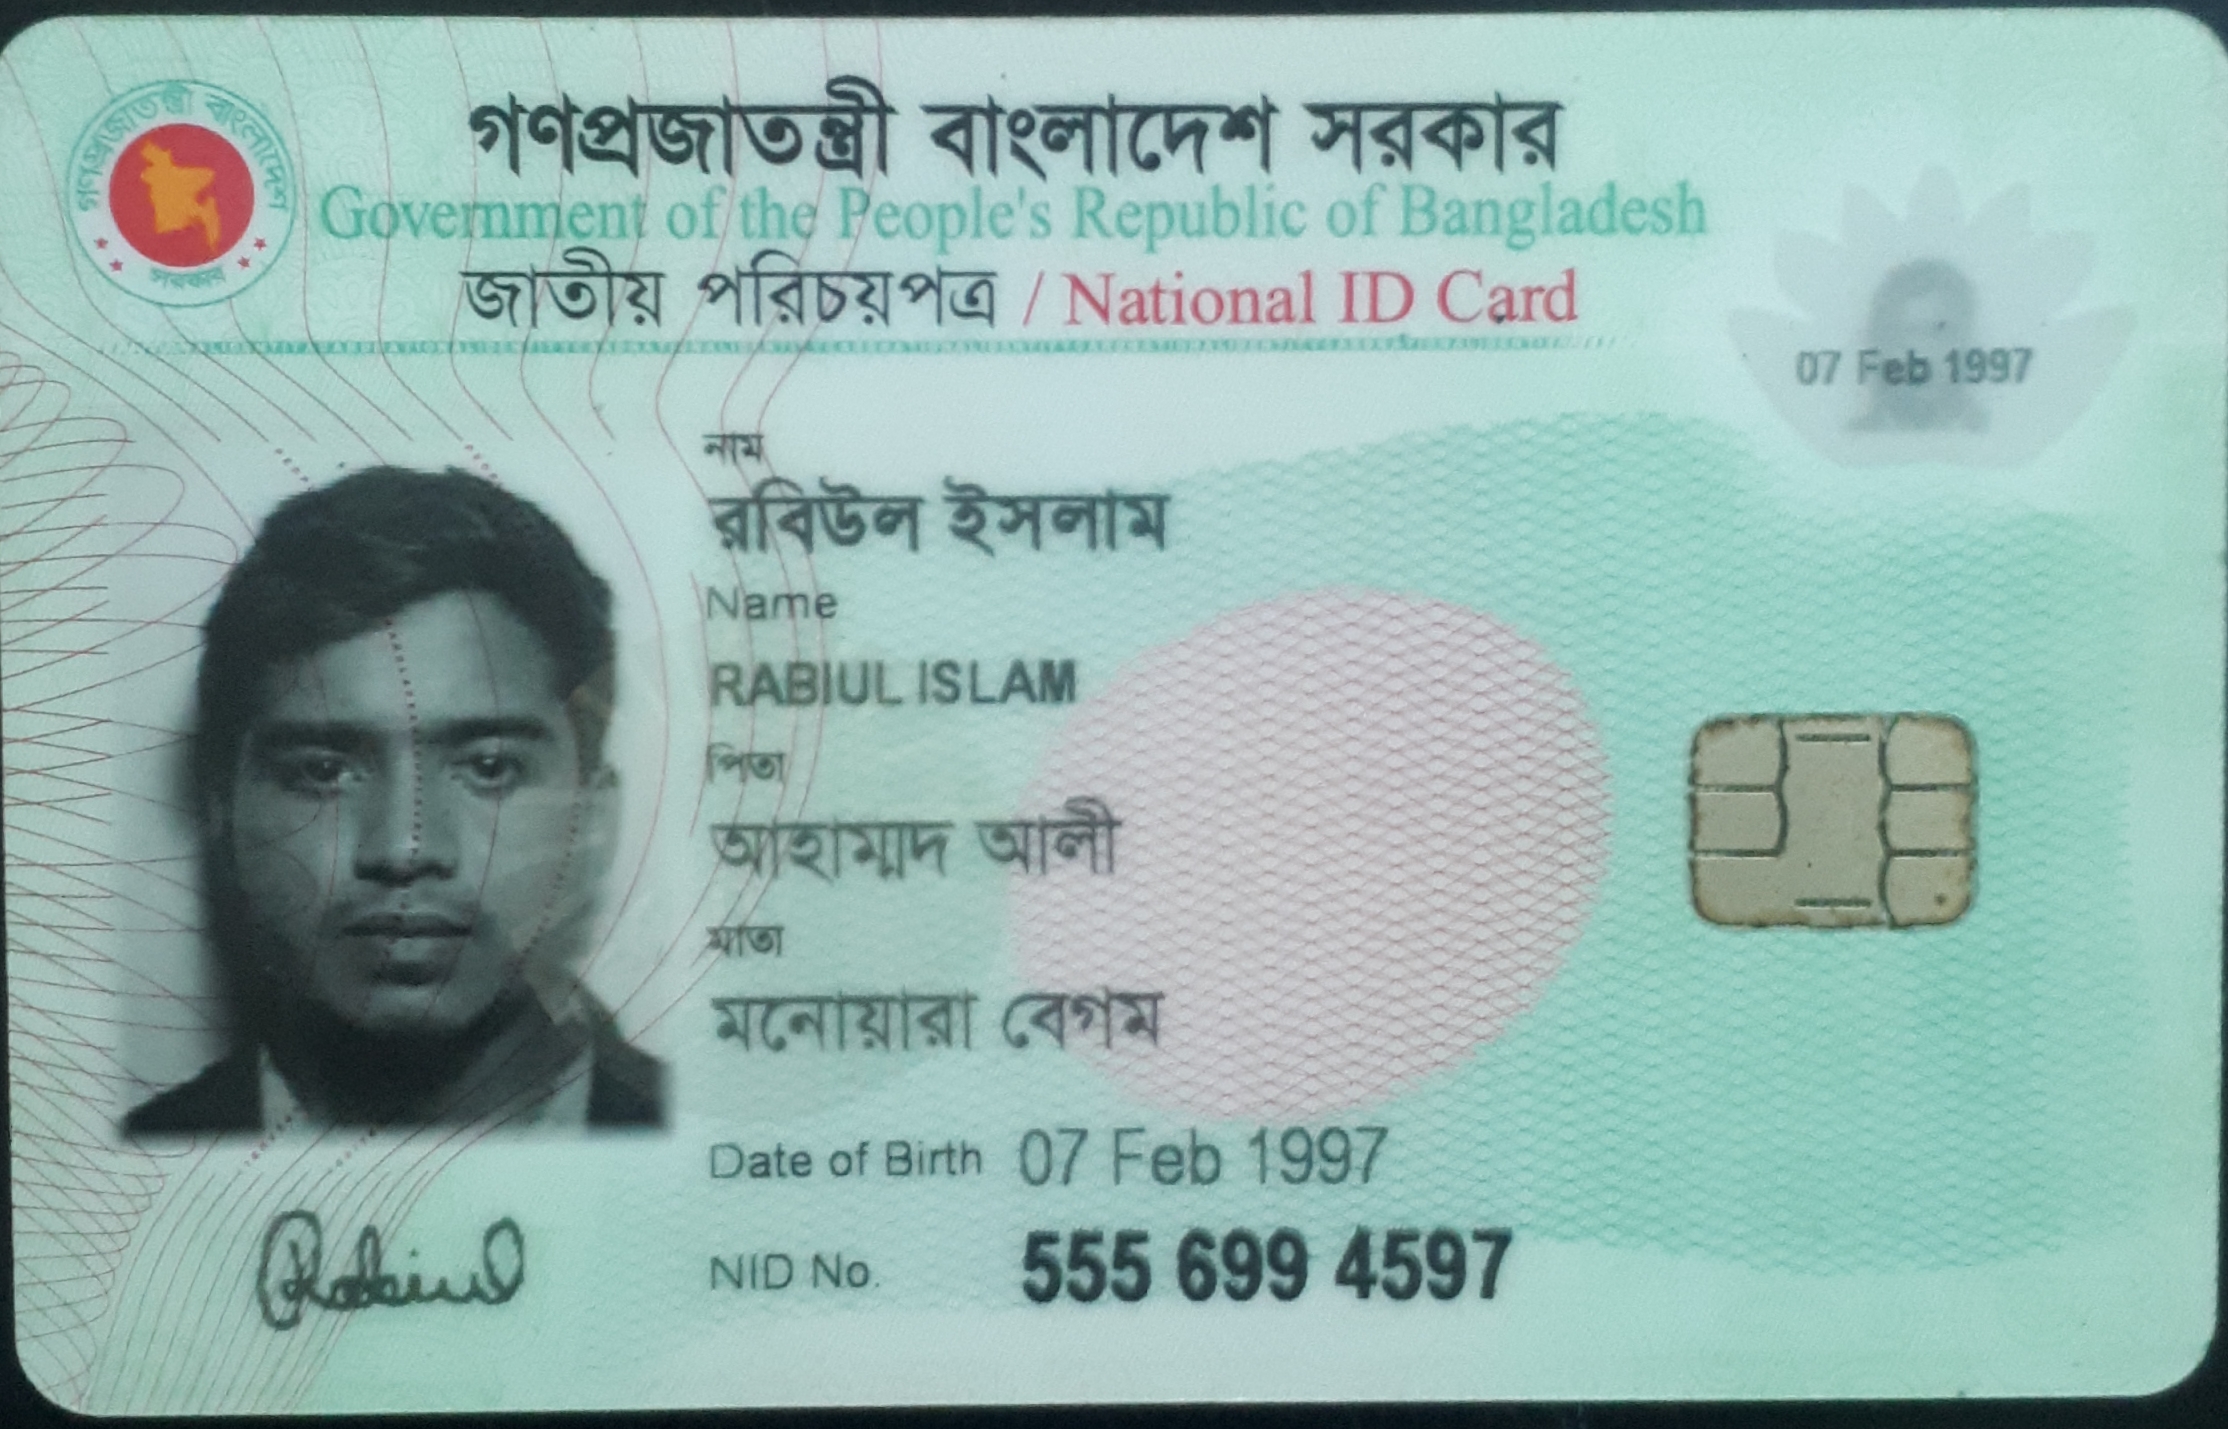 গণপ্রজাতন্ত্রী বাংলাদেশ সরকার
Government of the People's Republic of Bangladesh
জাতীয় পরিচয়পত্র / National ID Card
গণপ্রজাতন্ত্রী বাংলাদেশ
সরকার
07 Feb 1997
নাম
রবিউল ইসলাম
Name
RABIUL ISLAM
পিতা
আহাম্মদ আলী
মাতা
মনোয়ারা বেগম
Date of Birth 07 Feb 1997
Rabiul
NID No. 555 699 4597